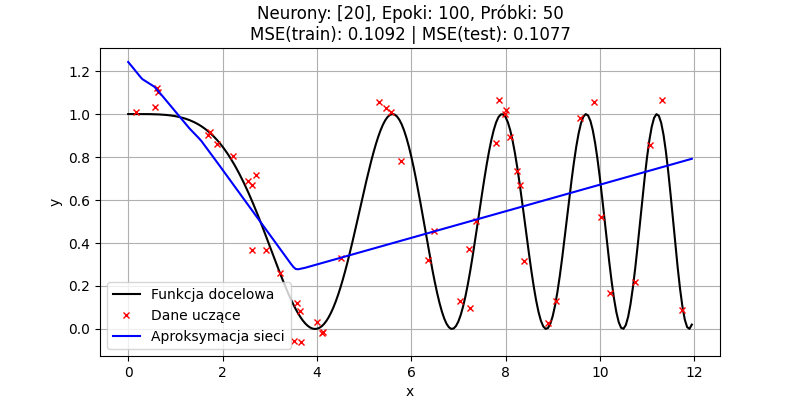 Neurony: [20], Epoki: 100, Próbki: 50
MSE(train): 0.1092 | MSE(test): 0.1077
1.2
1.0
0.8
0.6
0.4
0.2
0.0
y
Funkcja docelowa
Dane uczące
Aproksymacja sieci
0 2 4 6 8 10 12
x